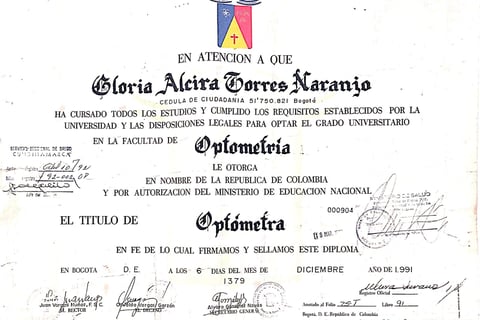 EN ATENCION A QUE
Gloria Alcira Torres Naranjo
CEDULA DE CIUDADANIA 51'750.821 Bogotá
HA CURSADO TODOS LOS ESTUDIOS Y CUMPLIDO LOS REQUISITOS ESTABLECIDOS POR LA
UNIVERSIDAD Y LAS DISPOSICIONES LEGALES PARA OPTAR EL GRADO UNIVERSITARIO
EN LA FACULTAD DE Optometría
LE OTORGA
EN NOMBRE DE LA REPUBLICA DE COLOMBIA
Y POR AUTORIZACION DEL MINISTERIO DE EDUCACION NACIONAL
CUNDINAMARCA
000904
EL TITULO DE Optómetra
EN FE DE LO CUAL FIRMAMOS Y SELLAMOS ESTE DIPLOMA
EN BOGOTA D.E. A LOS 6 DIAS DEL MES DE DICIEMBRE AÑO DE 1.991
1379
EL RECTOR
EL DECANO
SECRETARIO GENERAL
Registro Oficial
Anotado al Folio Libro 91
Bogotá, D. E., República de Colombia